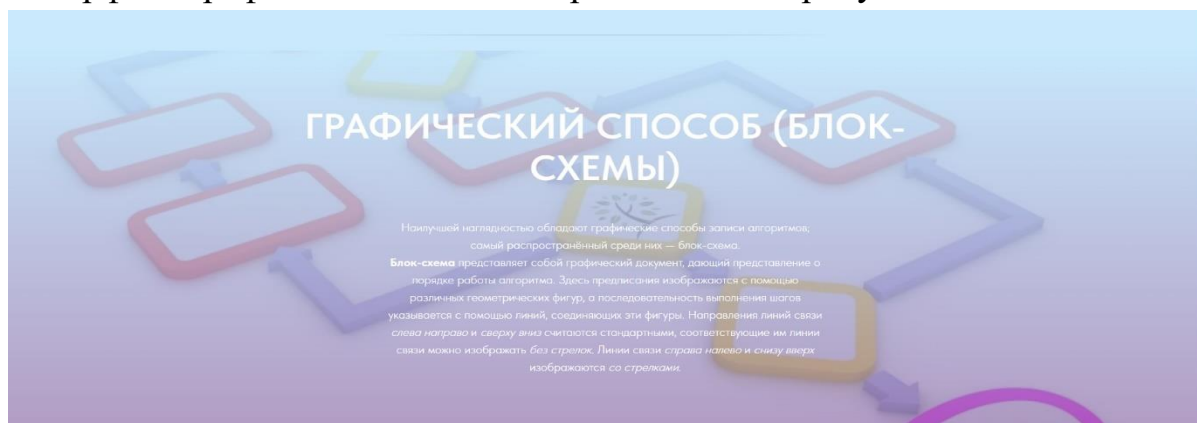 ГРАФИЧЕСКИЙ СПОСОБ (БЛОК-
СХЕМЫ)
Наилучшей наглядностью обладают графические способы записи алгоритмов;
самый распространённый среди них — блок-схема.
Блок-схема представляет собой графический документ, дающий представление о
порядке работы алгоритма. Здесь предписания изображаются с помощью
различных геометрических фигур, а последовательность выполнения шагов
указывается с помощью линий, соединяющих эти фигуры. Направления линий связи
слева направо и сверху вниз считаются стандартными, соответствующие им линии
связи можно изображать без стрелок. Линии связи справа налево и снизу вверх
изображаются со стрелками.